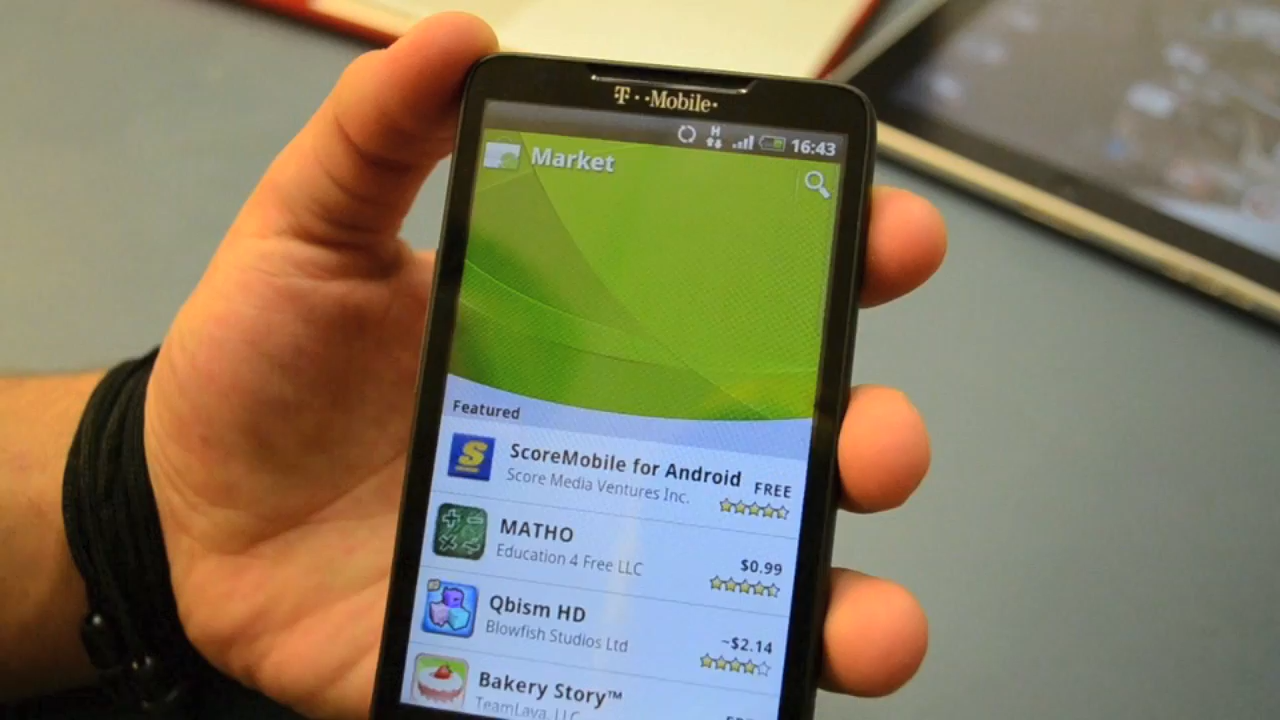 T··Mobile·
H
16:43
Market
Featured
ScoreMobile for Android
Score Media Ventures Inc.
FREE
MATHO
Education 4 Free LLC
$0.99
Qbism HD
Blowfish Studios Ltd
~$2.14
Bakery Story™
TeamLava, LLC
FREE